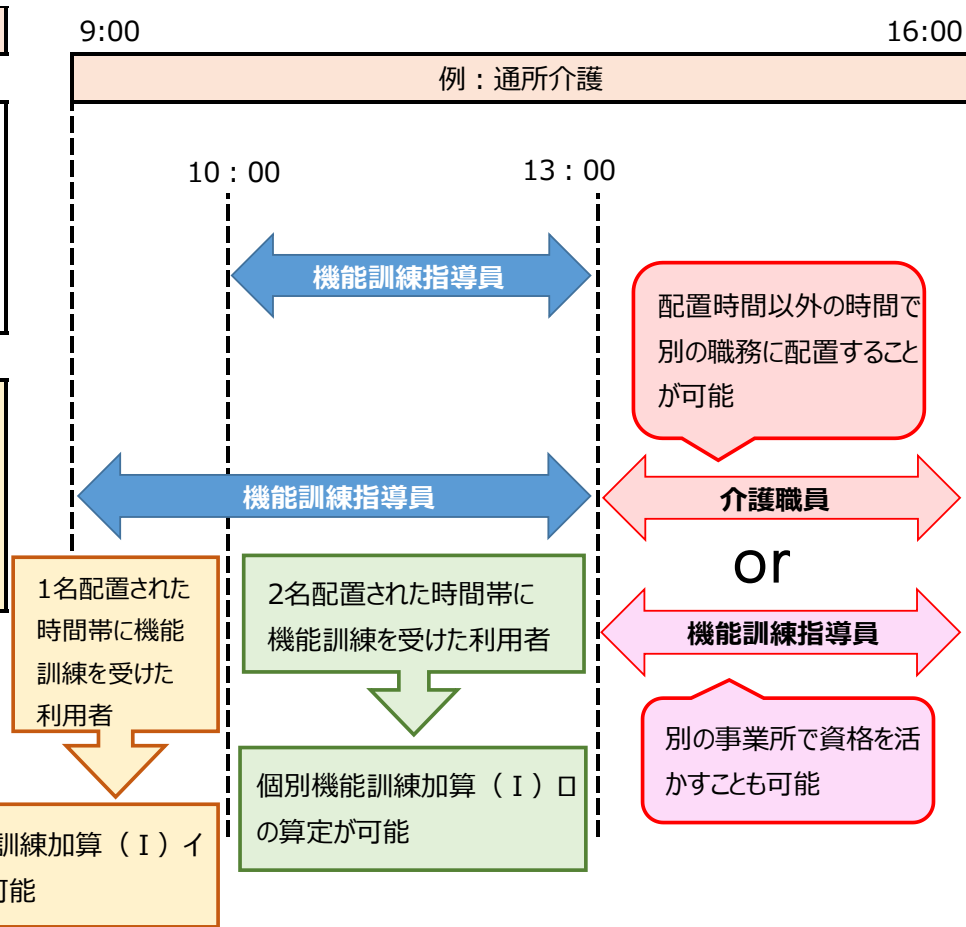 9:00
16:00
例：通所介護
10：00
13：00
機能訓練指導員
配置時間以外の時間で
別の職務に配置すること
が可能
機能訓練指導員
介護職員
or
機能訓練指導員
別の事業所で資格を活
かすことも可能
1名配置された
時間帯に機能
訓練を受けた
利用者
2名配置された時間帯に
機能訓練を受けた利用者
個別機能訓練加算（Ⅰ）ロ
の算定が可能
訓練加算（Ⅰ）イ
可能